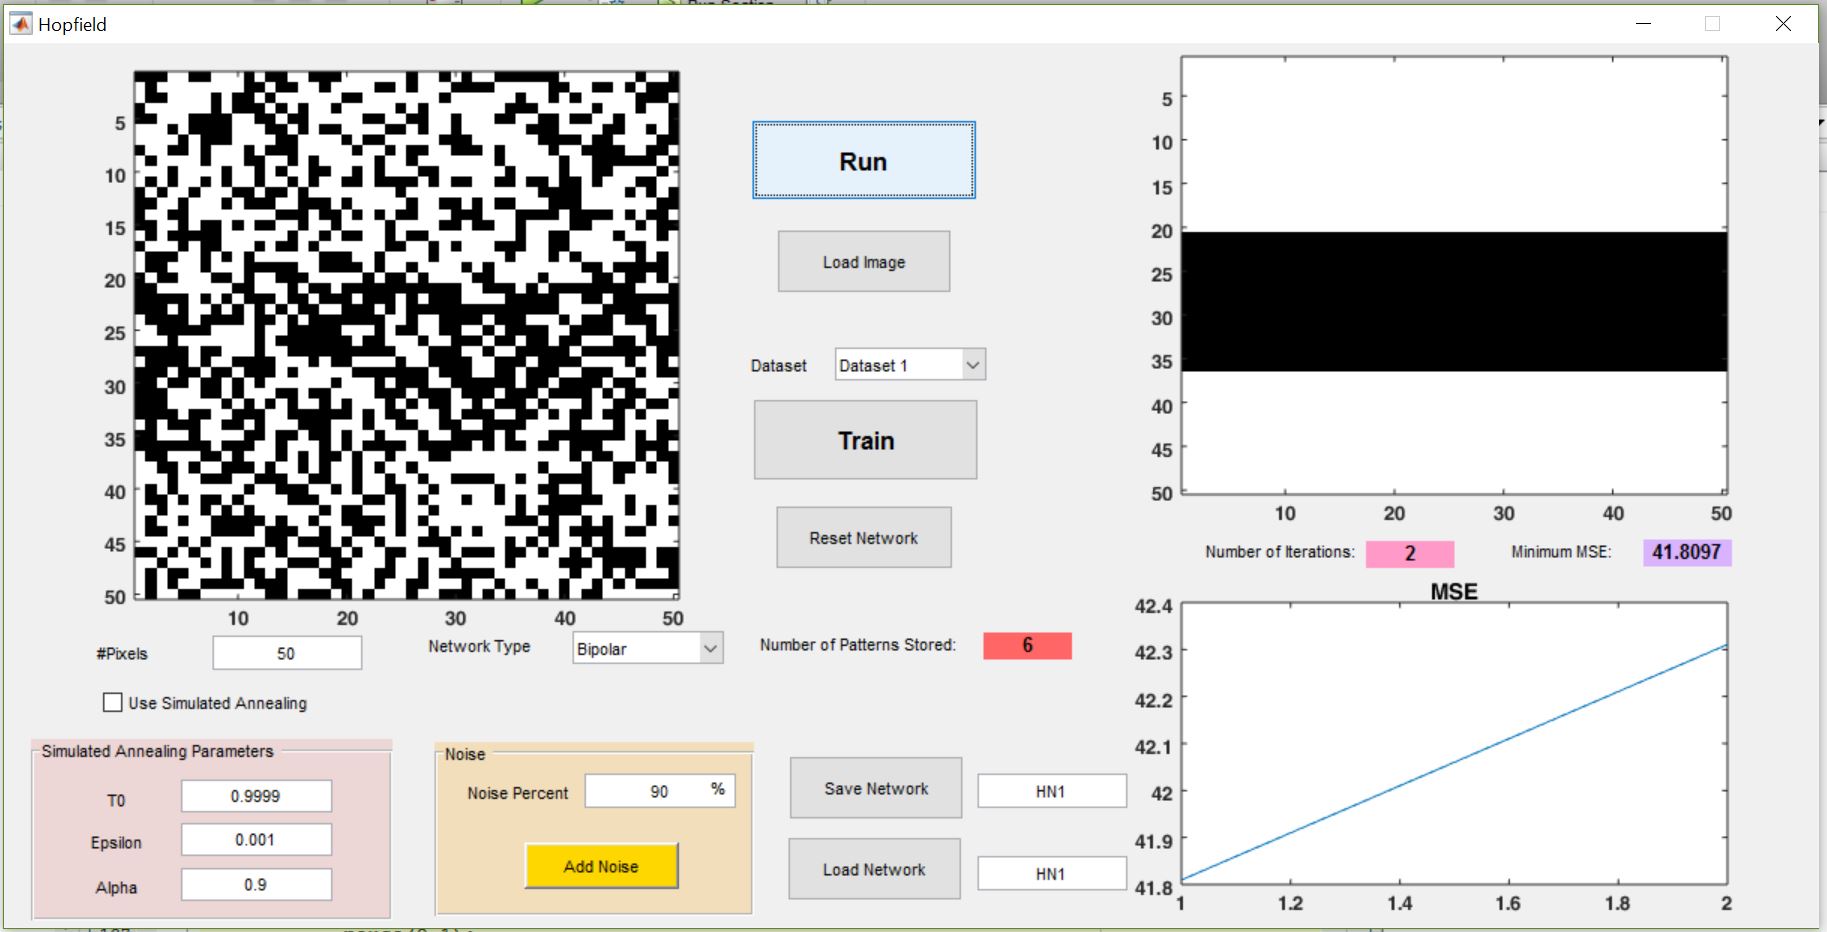 Run Section
Hopfield
5
10
15
20
25
30
35
40
45
50
10 20 30 40 50
#Pixels 50
Network Type Bipolar
Use Simulated Annealing
Simulated Annealing Parameters
T0 0.9999
Epsilon 0.001
Alpha 0.9
Noise
Noise Percent 90 %
Add Noise
Run
Load Image
Dataset Dataset 1
Train
Reset Network
Number of Patterns Stored: 6
Save Network HN1
Load Network HN1
5
10
15
20
25
30
35
40
45
50
10 20 30 40 50
Number of Iterations: 2 Minimum MSE: 41.8097
MSE
42.4
42.3
42.2
42.1
42
41.9
41.8
1 1.2 1.4 1.6 1.8 2